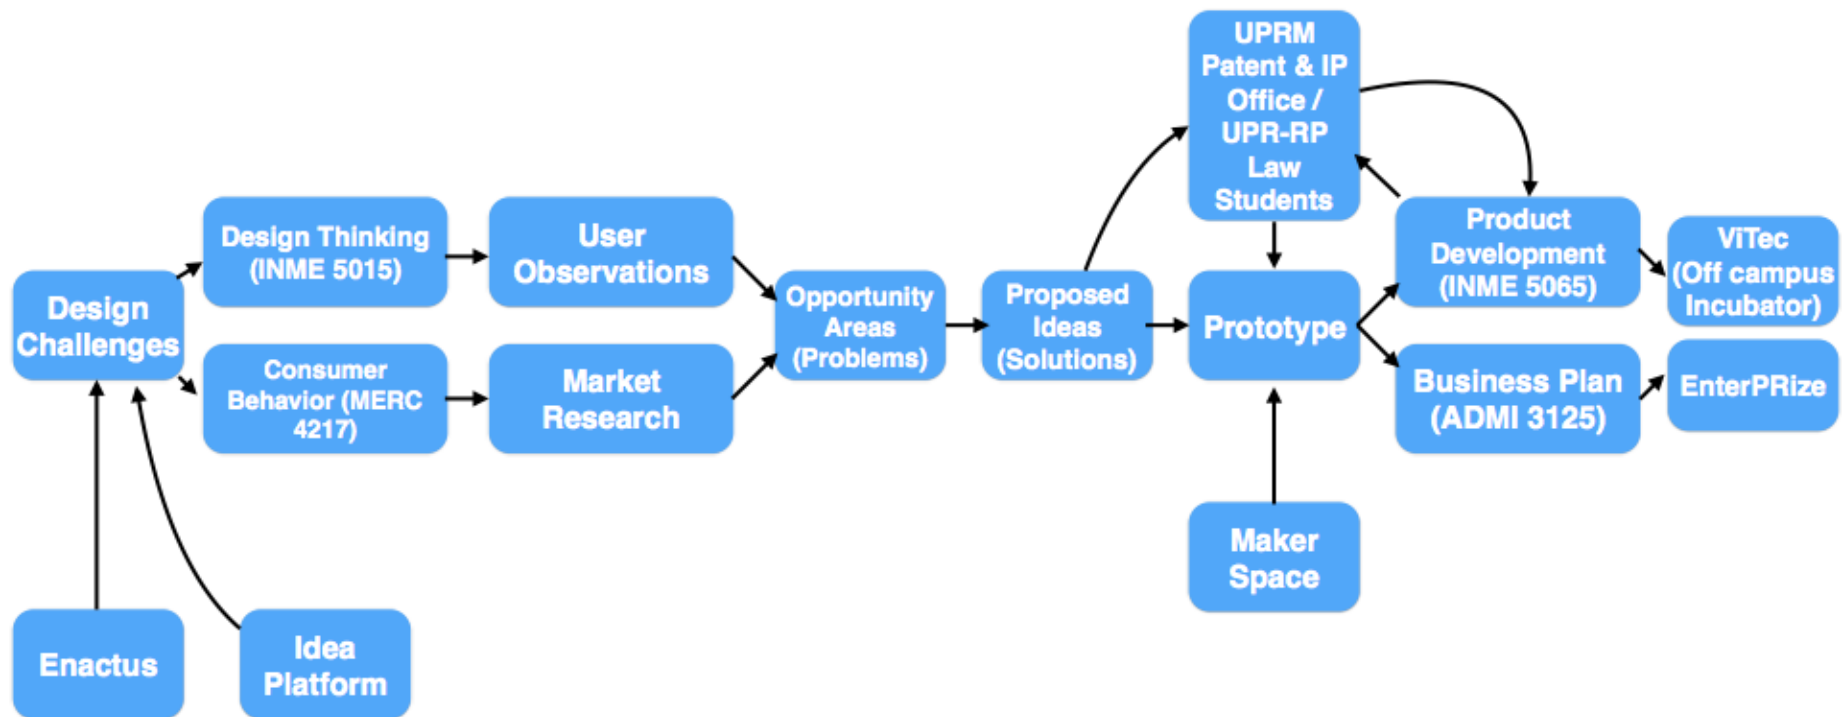 UPRM
Patent & IP
Office /
UPR-RP
Law
Students
Design Thinking
(INME 5015)
User
Observations
Product
Development
(INME 5065)
ViTec
(Off campus
Incubator)
Design
Challenges
Opportunity
Areas
(Problems)
Proposed
Ideas
(Solutions)
Prototype
Consumer
Behavior (MERC
4217)
Market
Research
Business Plan
(ADMI 3125)
EnterPRize
Maker
Space
Enactus
Idea
Platform